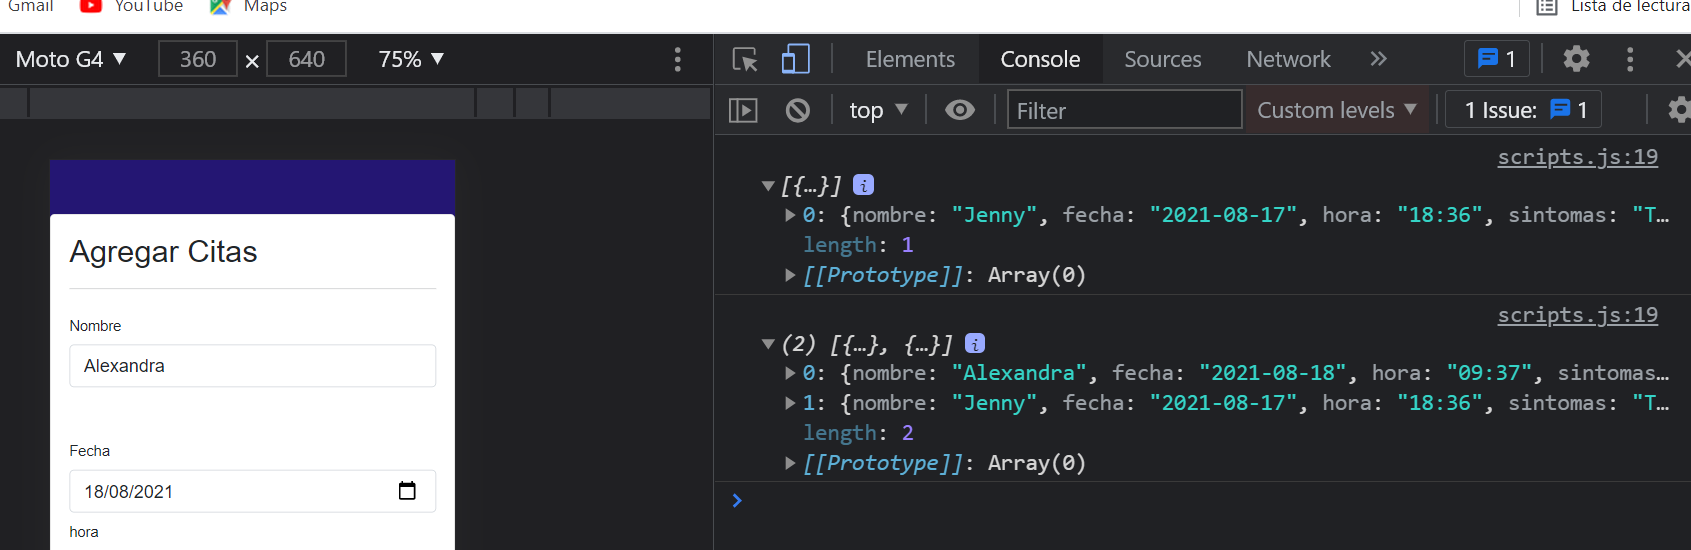 Gmail YouTube Maps Lista de lectura
Moto G4 360 × 640 75%
Elements Console Sources Network 1
top Filter Custom levels 1 Issue: 1
Agregar Citas
Nombre
Alexandra
Fecha
18/08/2021
hora
scripts.js:19
[{…}]
0: {nombre: "Jenny", fecha: "2021-08-17", hora: "18:36", sintomas: "T…
length: 1
[[Prototype]]: Array(0)
scripts.js:19
(2) [{…}, {…}]
0: {nombre: "Alexandra", fecha: "2021-08-18", hora: "09:37", sintomas…
1: {nombre: "Jenny", fecha: "2021-08-17", hora: "18:36", sintomas: "T…
length: 2
[[Prototype]]: Array(0)